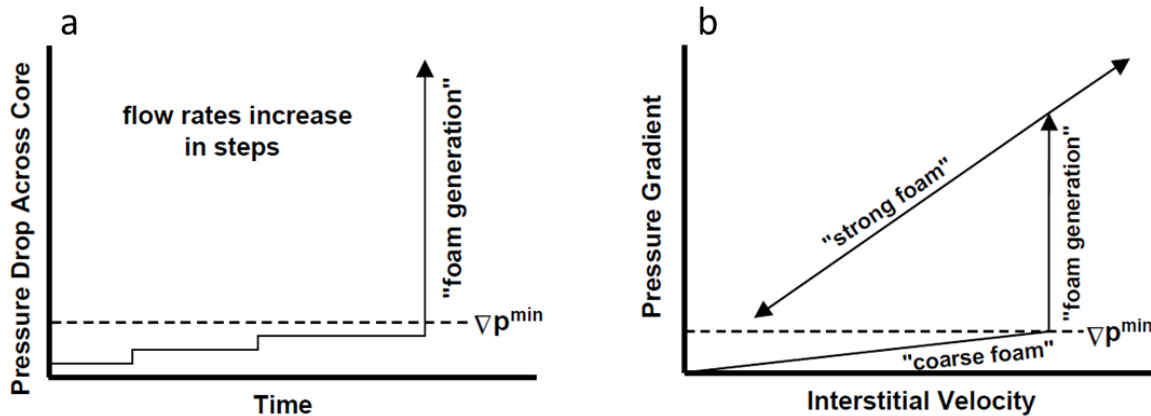 a
Pressure Drop Across Core
flow rates increase
in steps
"foam generation"
∇p^min
Time
b
Pressure Gradient
"strong foam"
"foam generation"
∇p^min
"coarse foam"
Interstitial Velocity